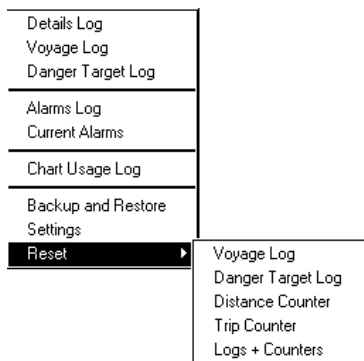 Details Log
Voyage Log
Danger Target Log
Alarms Log
Current Alarms
Chart Usage Log
Backup and Restore
Settings
Reset
Voyage Log
Danger Target Log
Distance Counter
Trip Counter
Logs + Counters